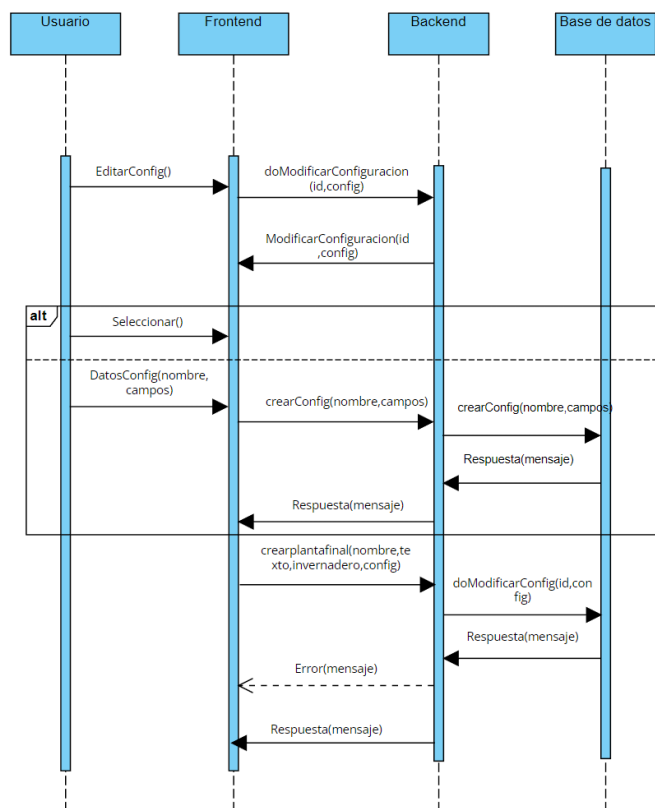 Usuario
Frontend
Backend
Base de datos
EditarConfig()
doModificarConfiguracion
(id,config)
ModificarConfiguracion(id
,config)
alt
Seleccionar()
DatosConfig(nombre,
campos)
crearConfig(nombre,campos)
crearConfig(nombre,campos)
Respuesta(mensaje)
Respuesta(mensaje)
crearplantafinal(nombre,te
xto,invernadero,config)
doModificarConfig(id,con
fig)
Respuesta(mensaje)
Error(mensaje)
Respuesta(mensaje)